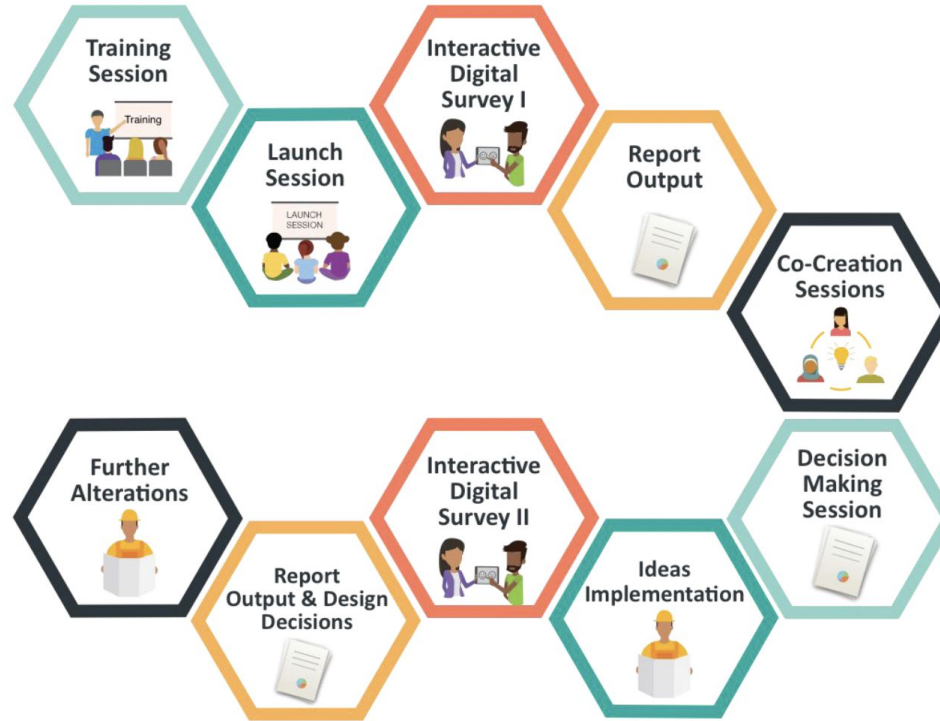 Training
Session
Training
Launch
Session
LAUNCH
SESSION
Interactive
Digital
Survey I
Report
Output
Co-Creation
Sessions
Decision
Making
Session
Ideas
Implementation
Interactive
Digital
Survey II
Report
Output & Design
Decisions
Further
Alterations